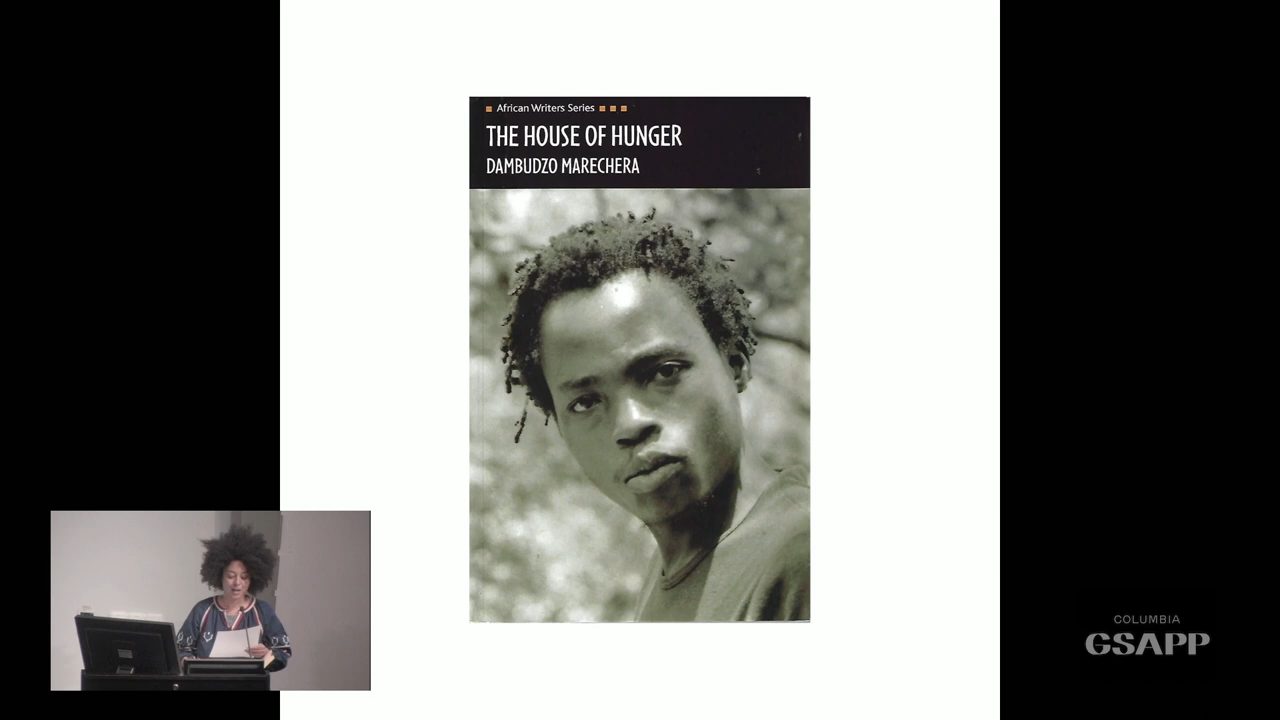 African Writers Series
THE HOUSE OF HUNGER
DAMBUDZO MARECHERA
COLUMBIA
GSAPP